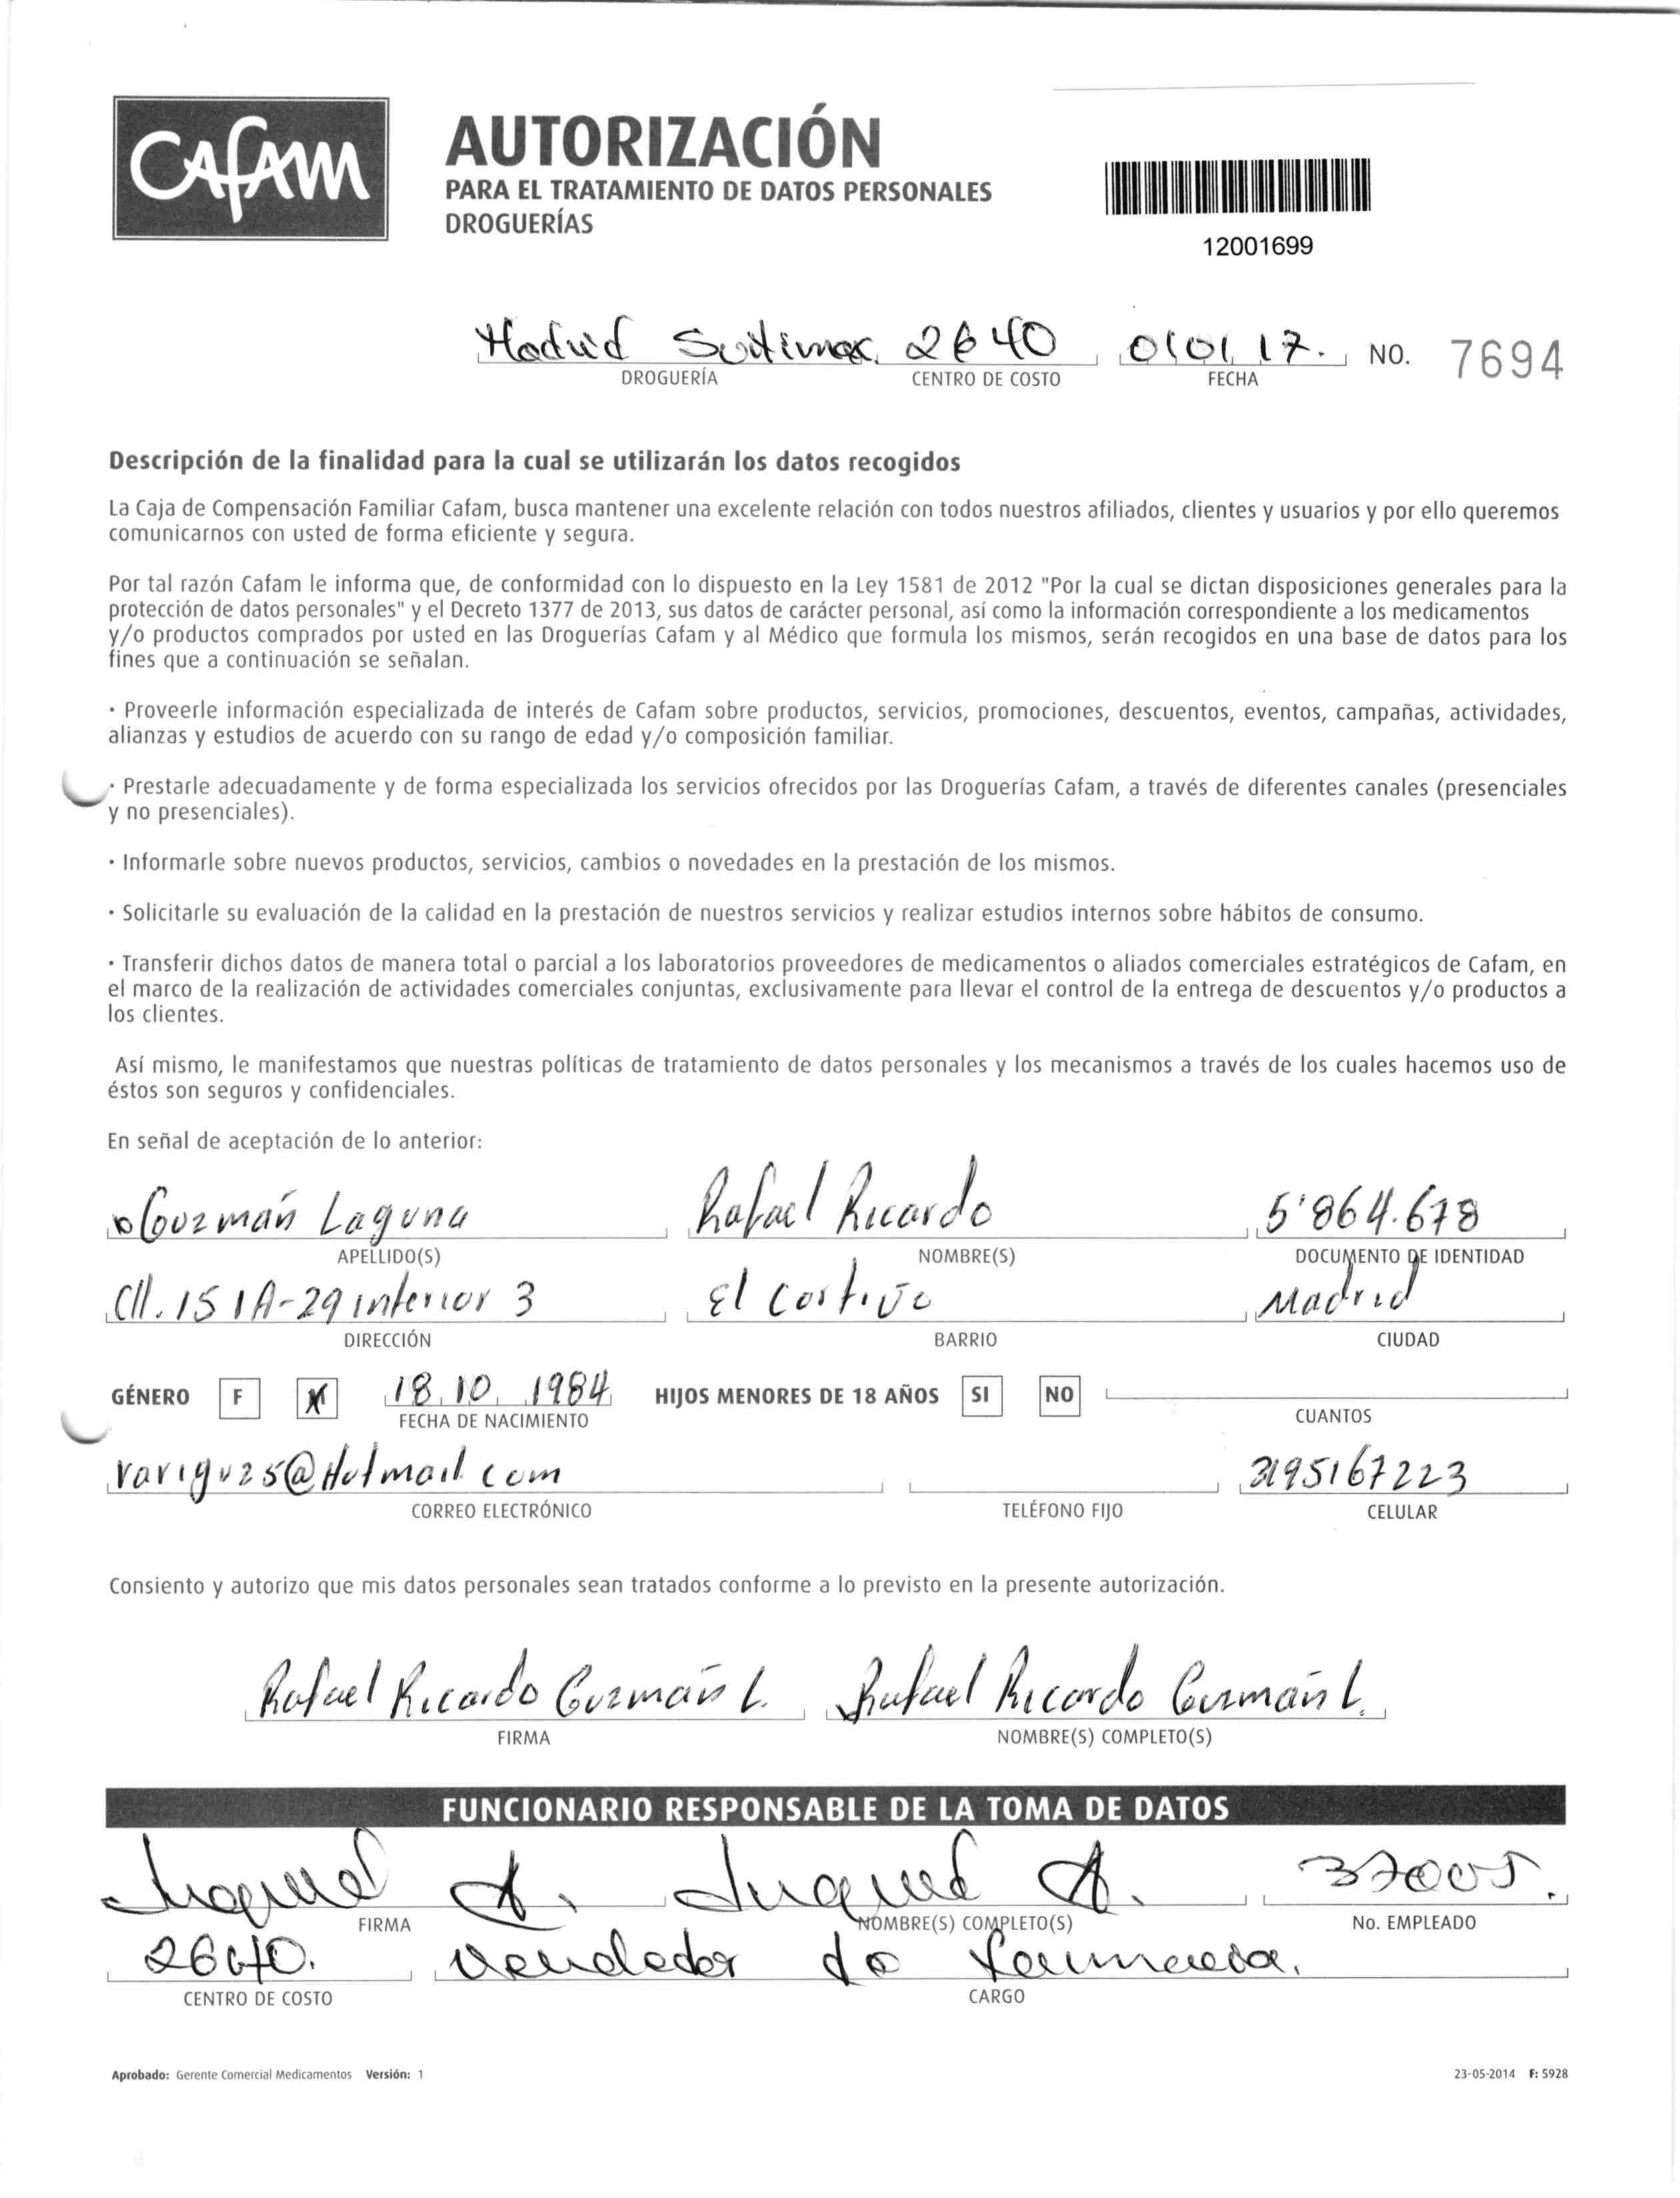 CAFAM
AUTORIZACIÓN
PARA EL TRATAMIENTO DE DATOS PERSONALES
DROGUERÍAS
12001699
Madrid 2640 01 01 17. NO. 7694
DROGUERÍA CENTRO DE COSTO FECHA
Descripción de la finalidad para la cual se utilizarán los datos recogidos
La Caja de Compensación Familiar Cafam, busca mantener una excelente relación con todos nuestros afiliados, clientes y usuarios y por ello queremos
comunicarnos con usted de forma eficiente y segura.
Por tal razón Cafam le informa que, de conformidad con lo dispuesto en la Ley 1581 de 2012 "Por la cual se dictan disposiciones generales para la
protección de datos personales" y el Decreto 1377 de 2013, sus datos de carácter personal, así como la información correspondiente a los medicamentos
y/o productos comprados por usted en las Droguerías Cafam y al Médico que formula los mismos, serán recogidos en una base de datos para los
fines que a continuación se señalan.
· Proveerle información especializada de interés de Cafam sobre productos, servicios, promociones, descuentos, eventos, campañas, actividades,
alianzas y estudios de acuerdo con su rango de edad y/o composición familiar.
· Prestarle adecuadamente y de forma especializada los servicios ofrecidos por las Droguerías Cafam, a través de diferentes canales (presenciales
y no presenciales).
· Informarle sobre nuevos productos, servicios, cambios o novedades en la prestación de los mismos.
· Solicitarle su evaluación de la calidad en la prestación de nuestros servicios y realizar estudios internos sobre hábitos de consumo.
· Transferir dichos datos de manera total o parcial a los laboratorios proveedores de medicamentos o aliados comerciales estratégicos de Cafam, en
el marco de la realización de actividades comerciales conjuntas, exclusivamente para llevar el control de la entrega de descuentos y/o productos a
los clientes.
Así mismo, le manifestamos que nuestras políticas de tratamiento de datos personales y los mecanismos a través de los cuales hacemos uso de
éstos son seguros y confidenciales.
En señal de aceptación de lo anterior:
Guzmán Laguna Rafael Ricardo 5'864.678
APELLIDO(S) NOMBRE(S) DOCUMENTO DE IDENTIDAD
Cll. 15 1A-29 interior 3 El Cortijo Madrid
DIRECCIÓN BARRIO CIUDAD
GÉNERO F M 18 10 1984 HIJOS MENORES DE 18 AÑOS SI NO
FECHA DE NACIMIENTO CUANTOS
rariguzs@Hotmail com 3195167223
CORREO ELECTRÓNICO TELÉFONO FIJO CELULAR
Consiento y autorizo que mis datos personales sean tratados conforme a lo previsto en la presente autorización.
Rafael Ricardo Guzmán L. Rafael Ricardo Guzmán L.
FIRMA NOMBRE(S) COMPLETO(S)
FUNCIONARIO RESPONSABLE DE LA TOMA DE DATOS
A. A. 37005.
FIRMA NOMBRE(S) COMPLETO(S) No. EMPLEADO
2640. Vendedor de farmacia.
CENTRO DE COSTO CARGO
Aprobado: Gerente Comercial Medicamentos Versión: 1 23-05-2014 F: 5928